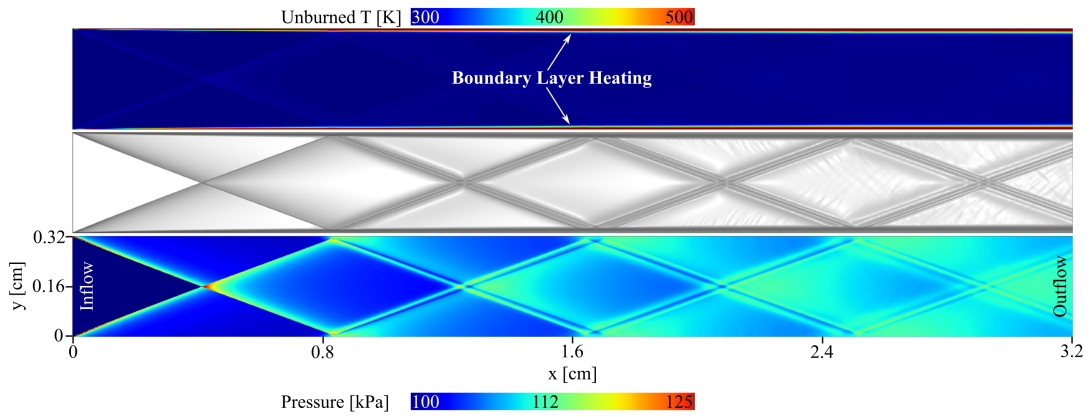 Unburned T [K] 300 400 500
Boundary Layer Heating
0.32
0.16
0
y [cm]
Inflow
Outflow
0 0.8 1.6 2.4 3.2
x [cm]
Pressure [kPa] 100 112 125